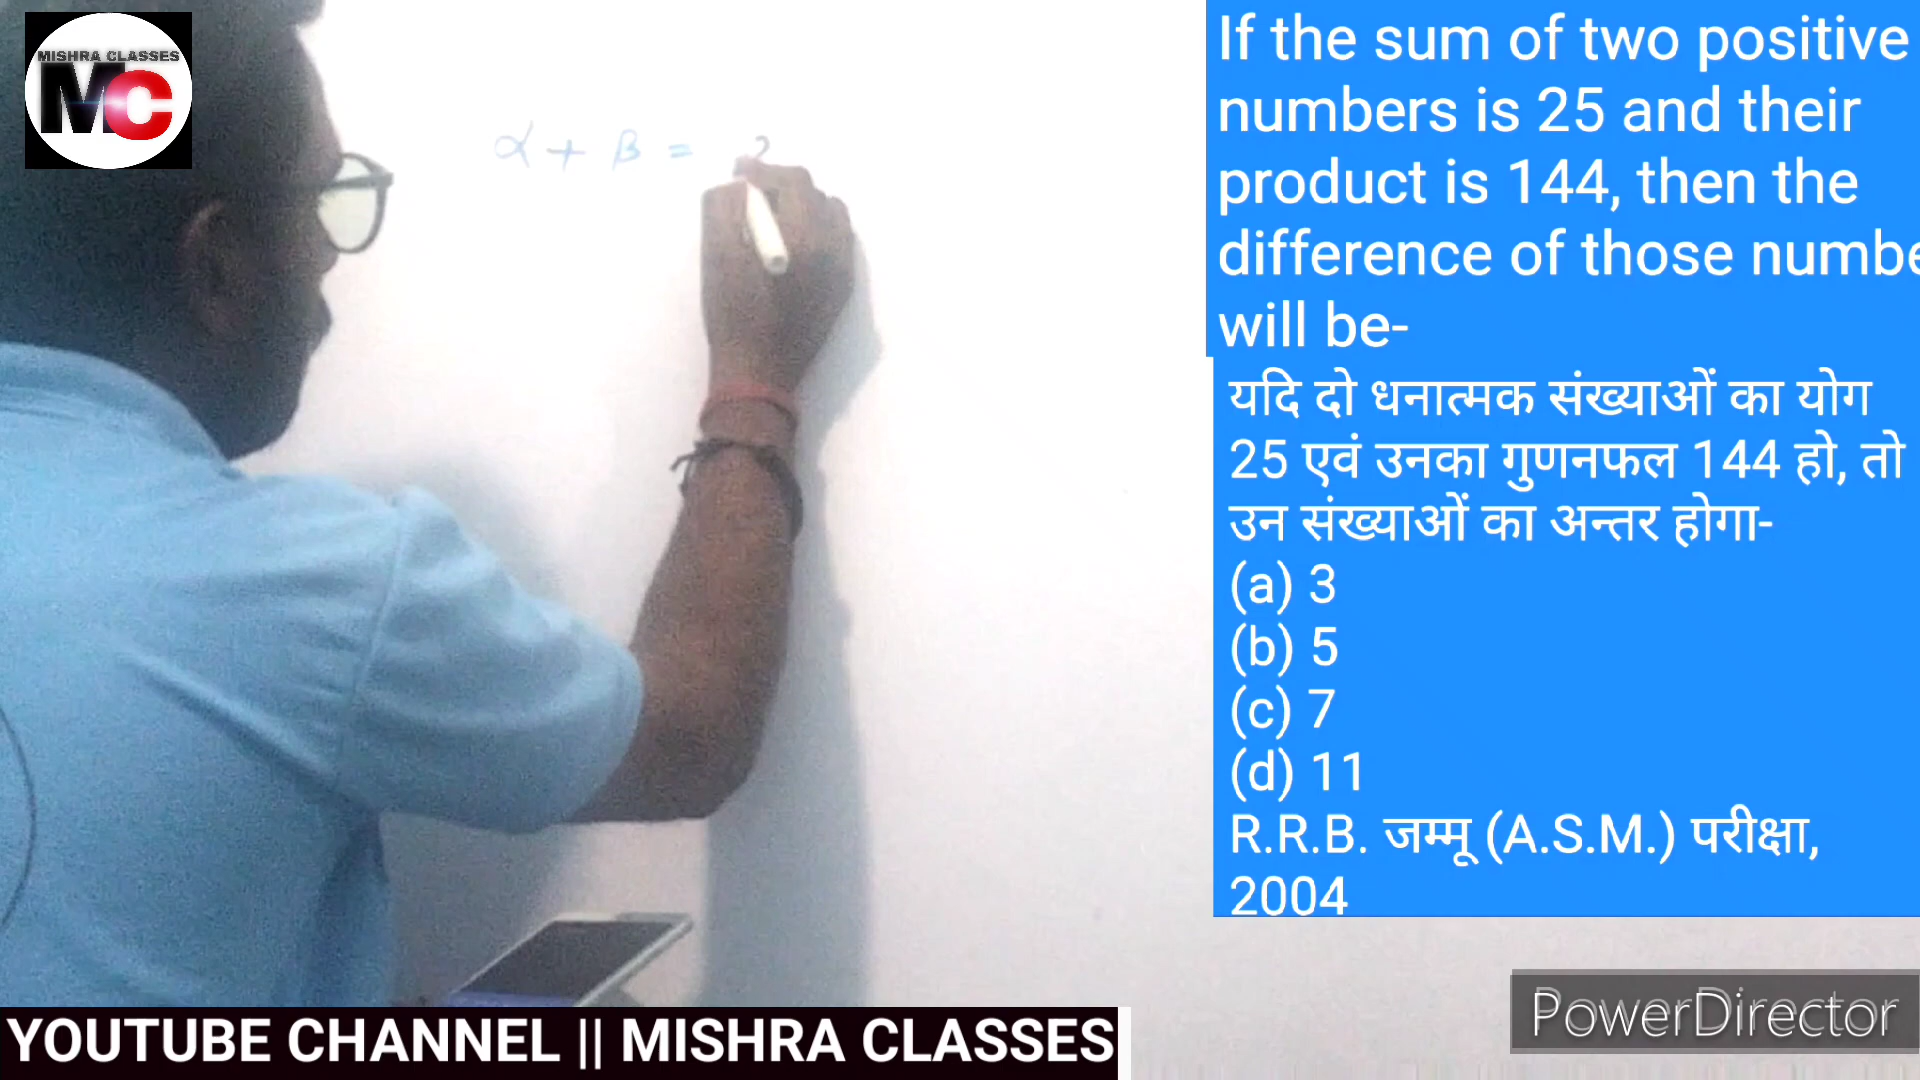 MISHRA CLASSES
MC
α + β = 2
If the sum of two positive
numbers is 25 and their
product is 144, then the
difference of those numbe
will be-
यदि दो धनात्मक संख्याओं का योग
25 एवं उनका गुणनफल 144 हो, तो
उन संख्याओं का अन्तर होगा-
(a) 3
(b) 5
(c) 7
(d) 11
R.R.B. जम्मू (A.S.M.) परीक्षा,
2004
PowerDirector
YOUTUBE CHANNEL || MISHRA CLASSES